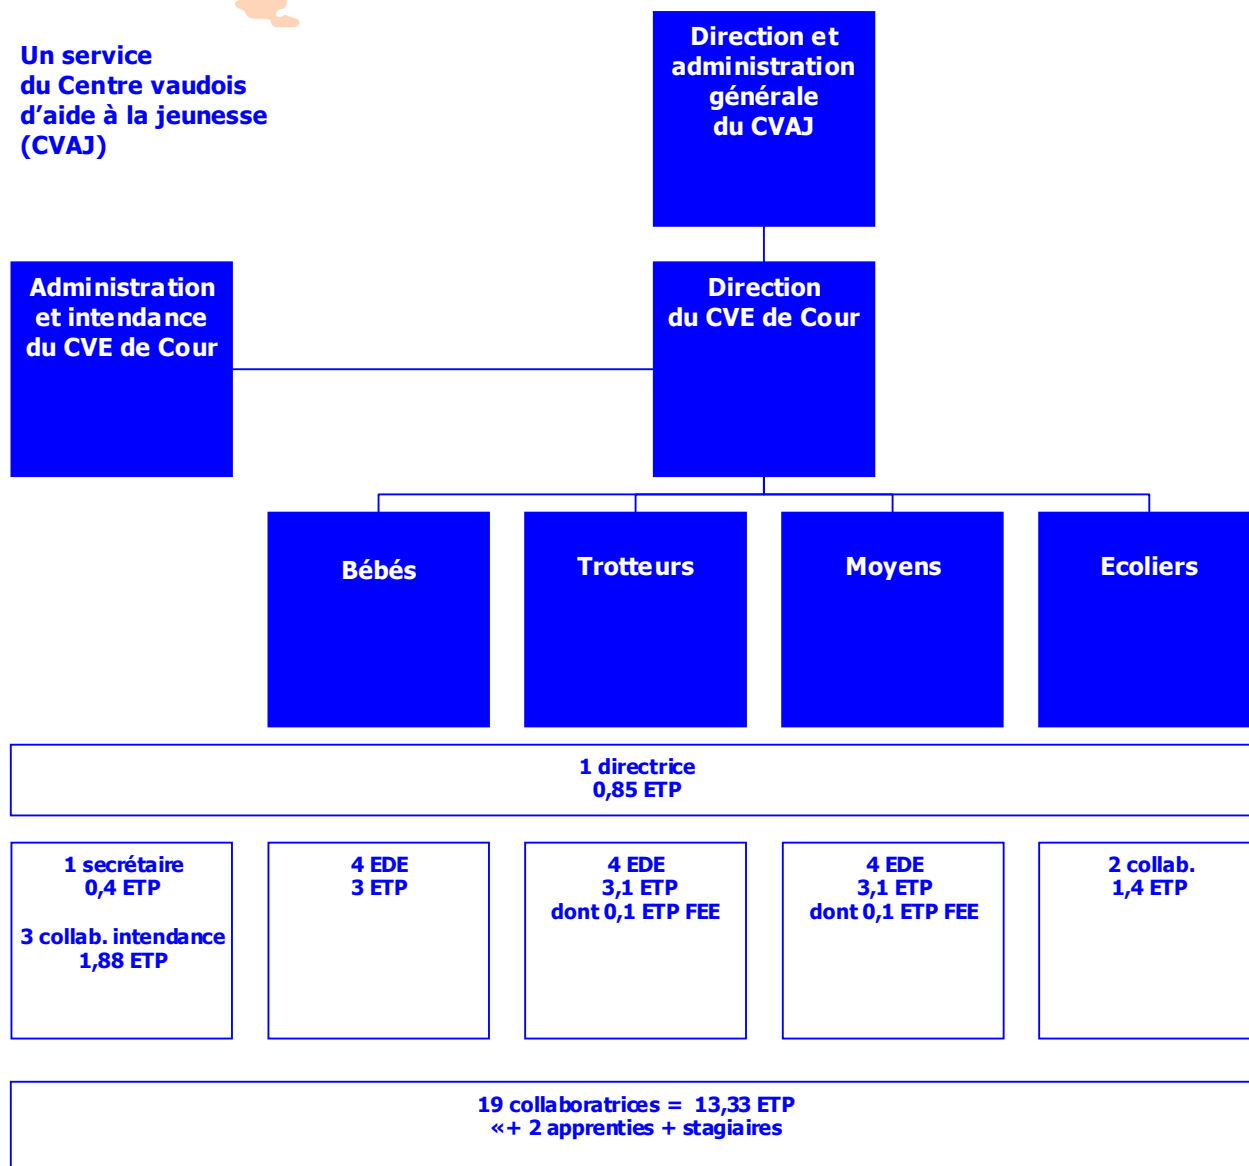 Un service
du Centre vaudois
d’aide à la jeunesse
(CVAJ)
Direction et
administration
générale
du CVAJ
Administration
et intendance
du CVE de Cour
Direction
du CVE de Cour
Bébés
Trotteurs
Moyens
Ecoliers
1 directrice
0,85 ETP
1 secrétaire
0,4 ETP
3 collab. intendance
1,88 ETP
4 EDE
3 ETP
4 EDE
3,1 ETP
dont 0,1 ETP FEE
4 EDE
3,1 ETP
dont 0,1 ETP FEE
2 collab.
1,4 ETP
19 collaboratrices = 13,33 ETP
«+ 2 apprenties + stagiaires